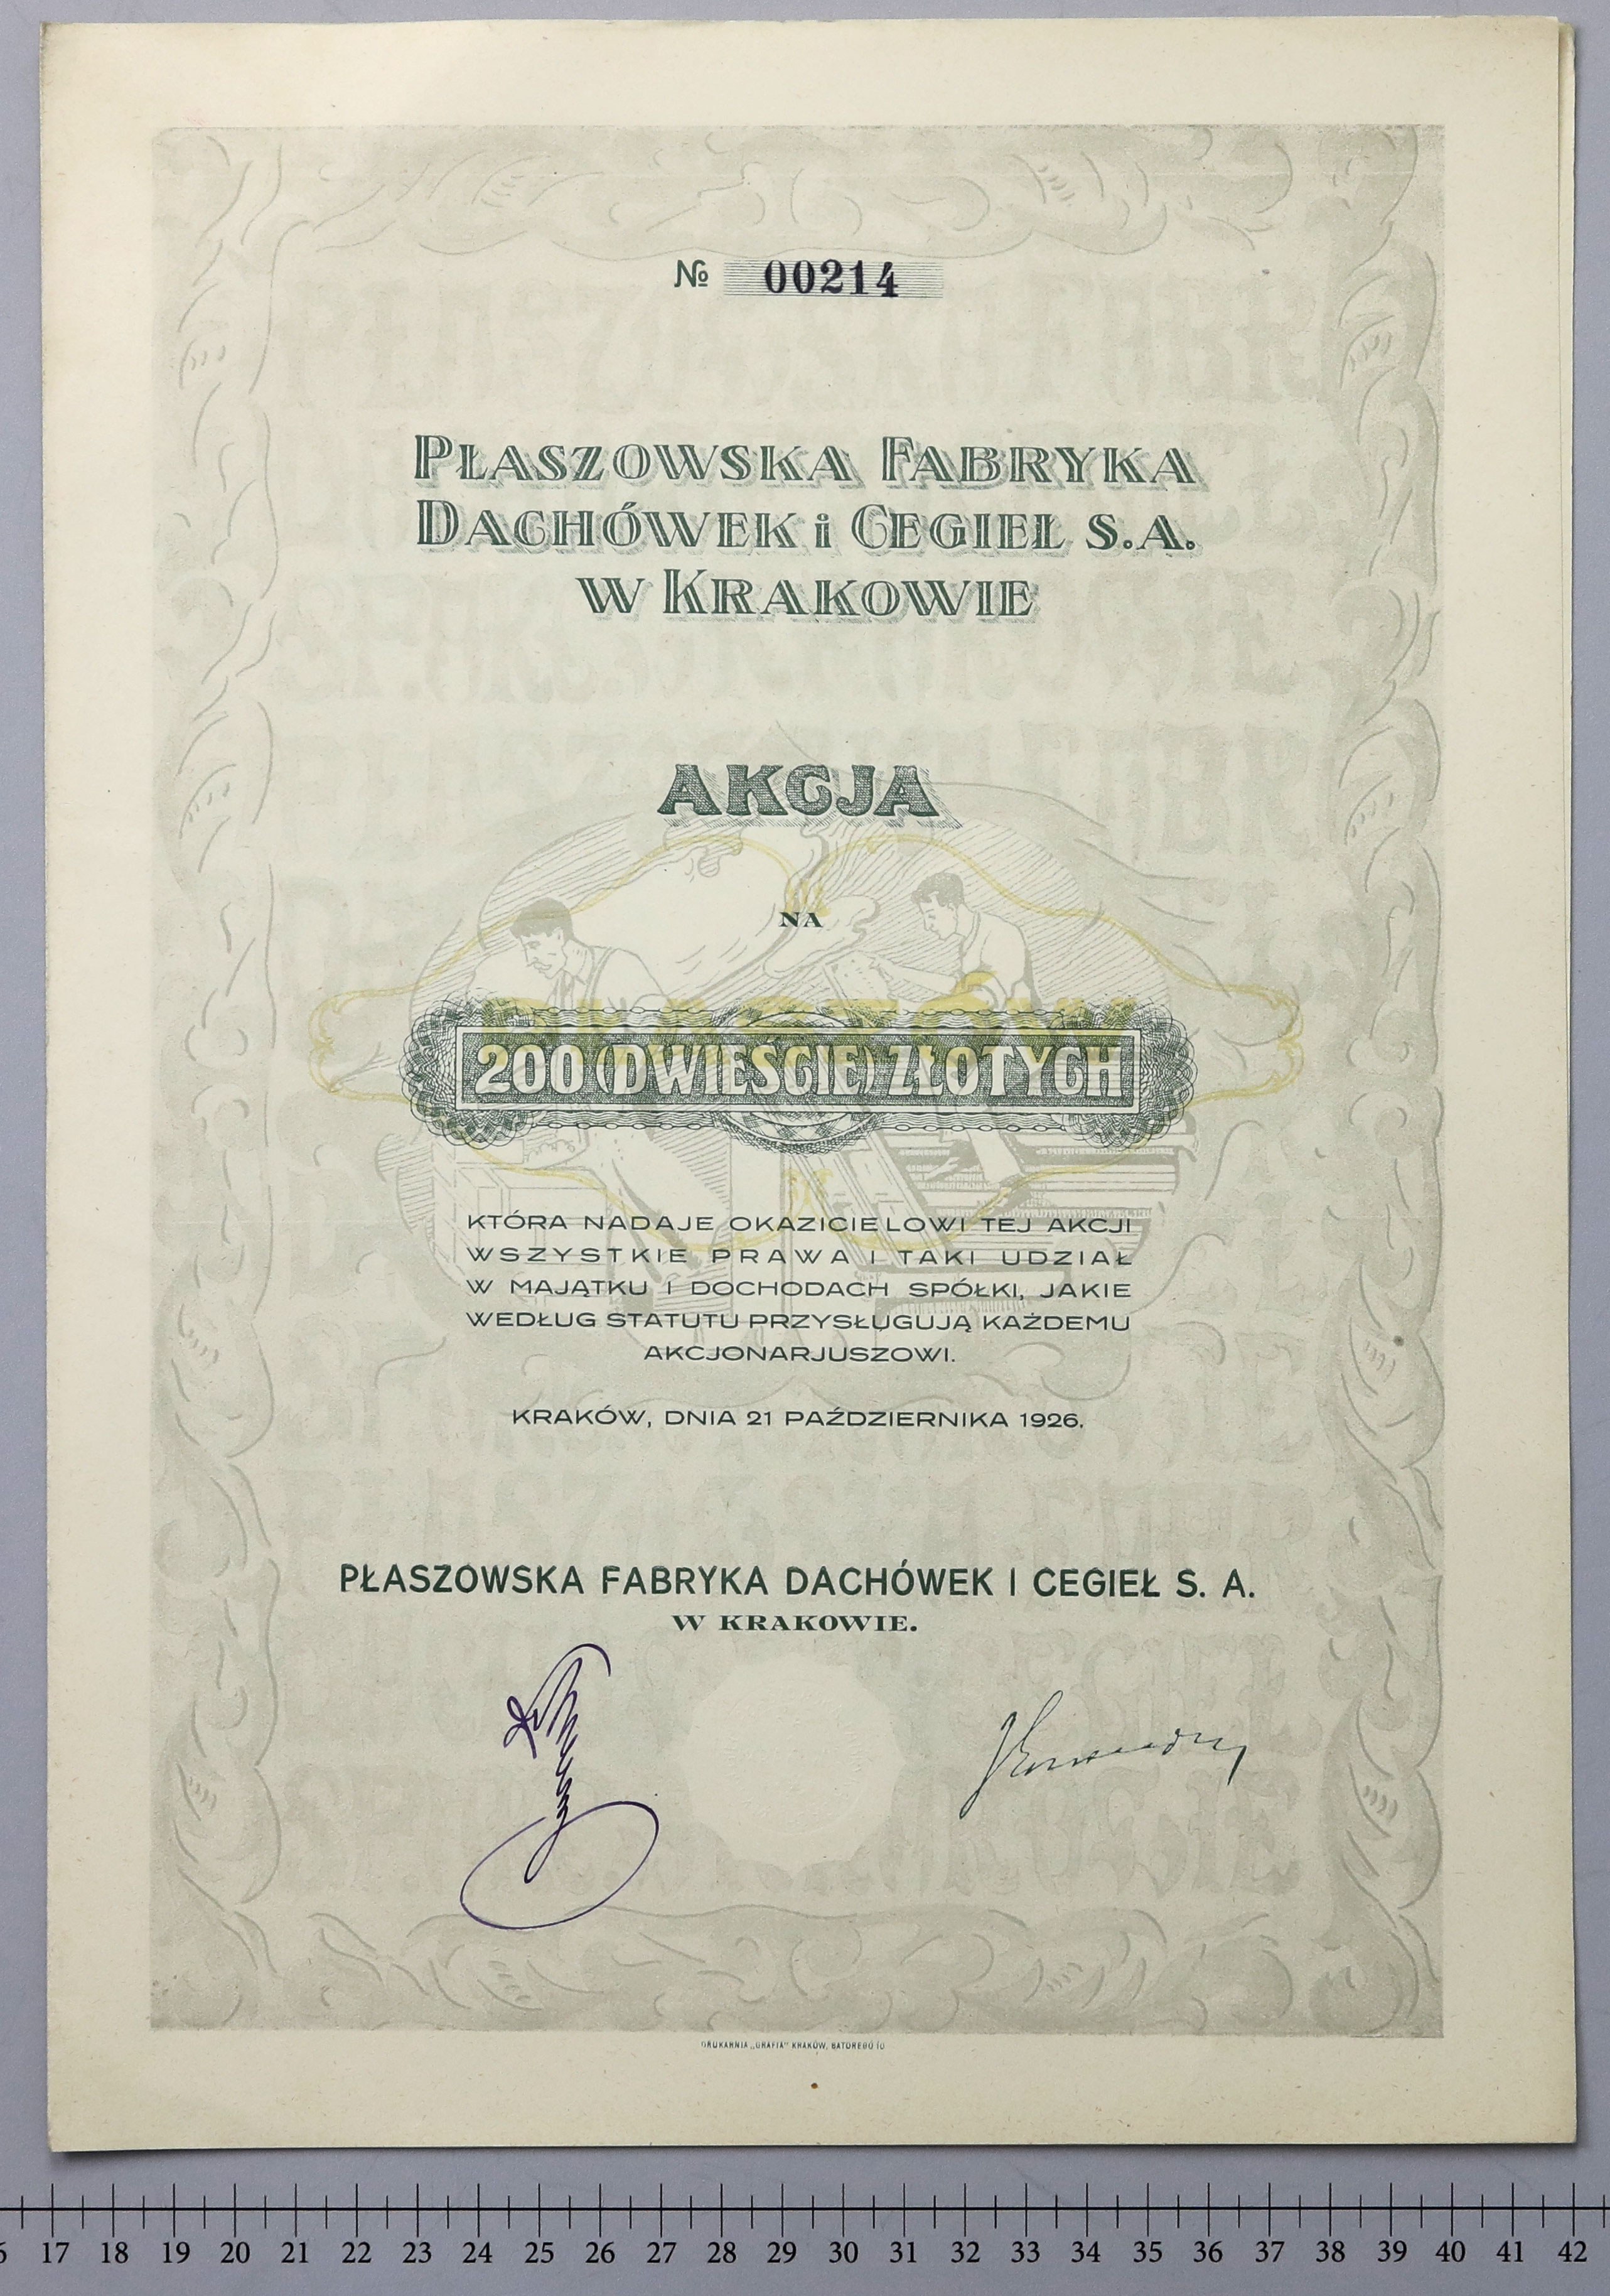 № 00214
PŁASZOWSKA FABRYKA
DACHÓWEK i CEGIEŁ S.A.
W KRAKOWIE
AKCJA
NA
200 (DWIEŚCIE) ZŁOTYCH
KTÓRA NADAJE OKAZICIELOWI TEJ AKCJI
WSZYSTKIE PRAWA I TAKI UDZIAŁ
W MAJĄTKU I DOCHODACH SPÓŁKI, JAKIE
WEDŁUG STATUTU PRZYSŁUGUJĄ KAŻDEMU
AKCJONARJUSZOWI.
KRAKÓW, DNIA 21 PAŹDZIERNIKA 1926.
PŁASZOWSKA FABRYKA DACHÓWEK I CEGIEŁ S. A.
W KRAKOWIE.
DRUKARNIA „GRAFIA" KRAKÓW, BATOREGO 10
17 18 19 20 21 22 23 24 25 26 27 28 29 30 31 32 33 34 35 36 37 38 39 40 41 42